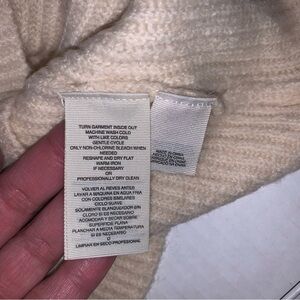 TURN GARMENT INSIDE OUT
MACHINE WASH COLD
WITH LIKE COLORS
GENTLE CYCLE
ONLY NON-CHLORINE BLEACH WHEN
NEEDED
RESHAPE AND DRY FLAT
WARM IRON
IF NECESSARY
OR
PROFESSIONALLY DRY CLEAN
VOLVER AL REVES ANTES
LAVAR CON EN AGUA FRIA
CON COLORES SIMILARES
CICLO SUAVE
SOLAMENTE BLANQUEADOR SIN
CLORO SI ES NECESARIO
ACOMODAR Y SECAR SOBRE
SUPERFICIE PLANA
PLANCHAR A MEDIA TEMPERATURA
SI ES NECESARIO
O
LIMPIAR EN SECO PROFESIONAL
MADE IN CHINA